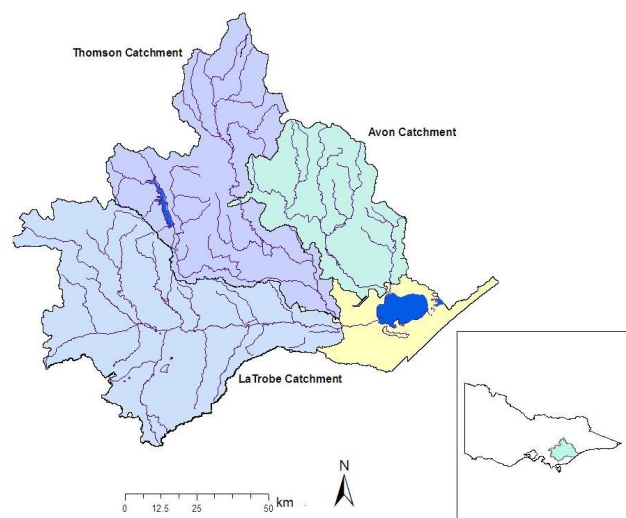 Thomson Catchment
Avon Catchment
LaTrobe Catchment
N
0 12.5 25 50 km